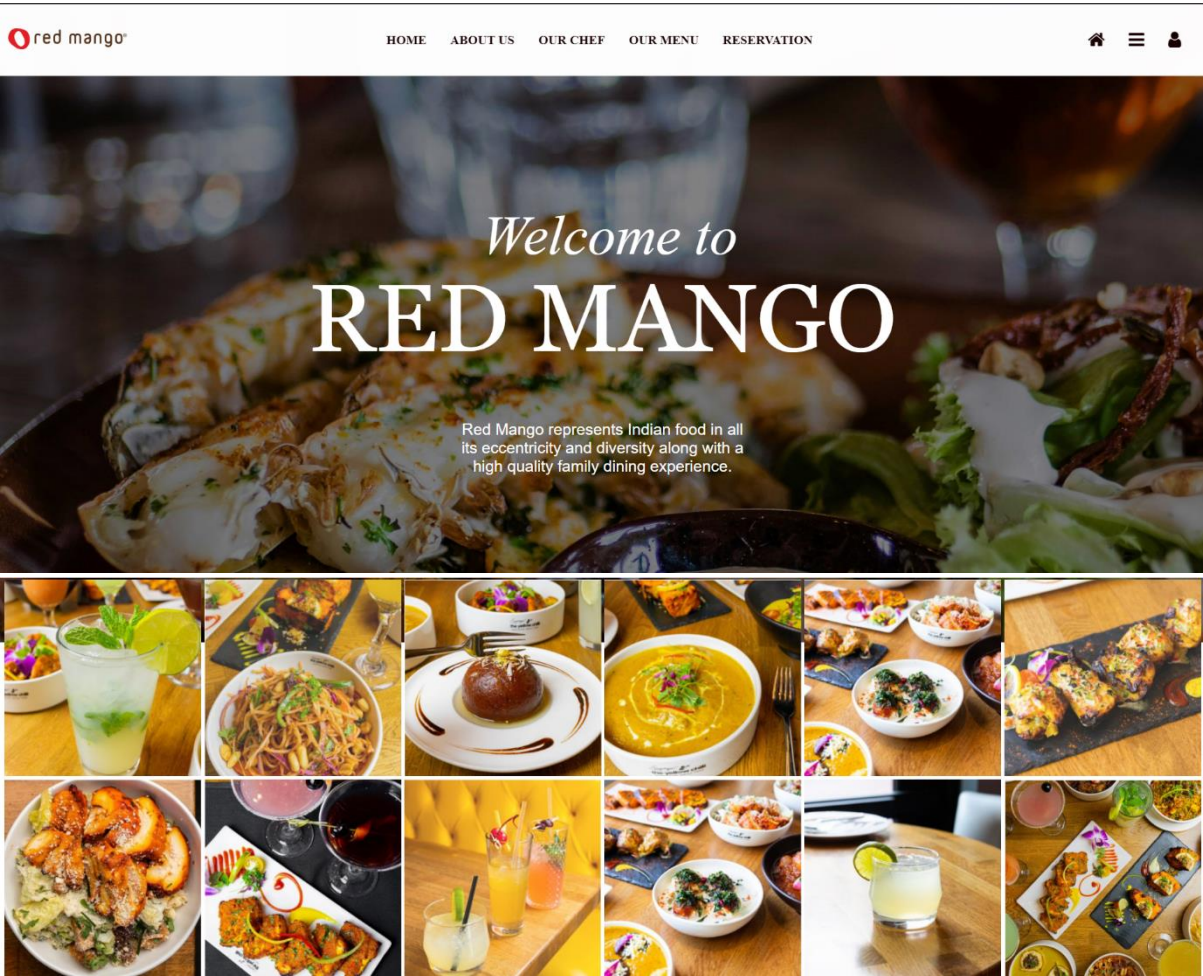 red mango
HOME ABOUT US OUR CHEF OUR MENU RESERVATION
Welcome to
RED MANGO
Red Mango represents Indian food in all
its eccentricity and diversity along with a
high quality family dining experience.